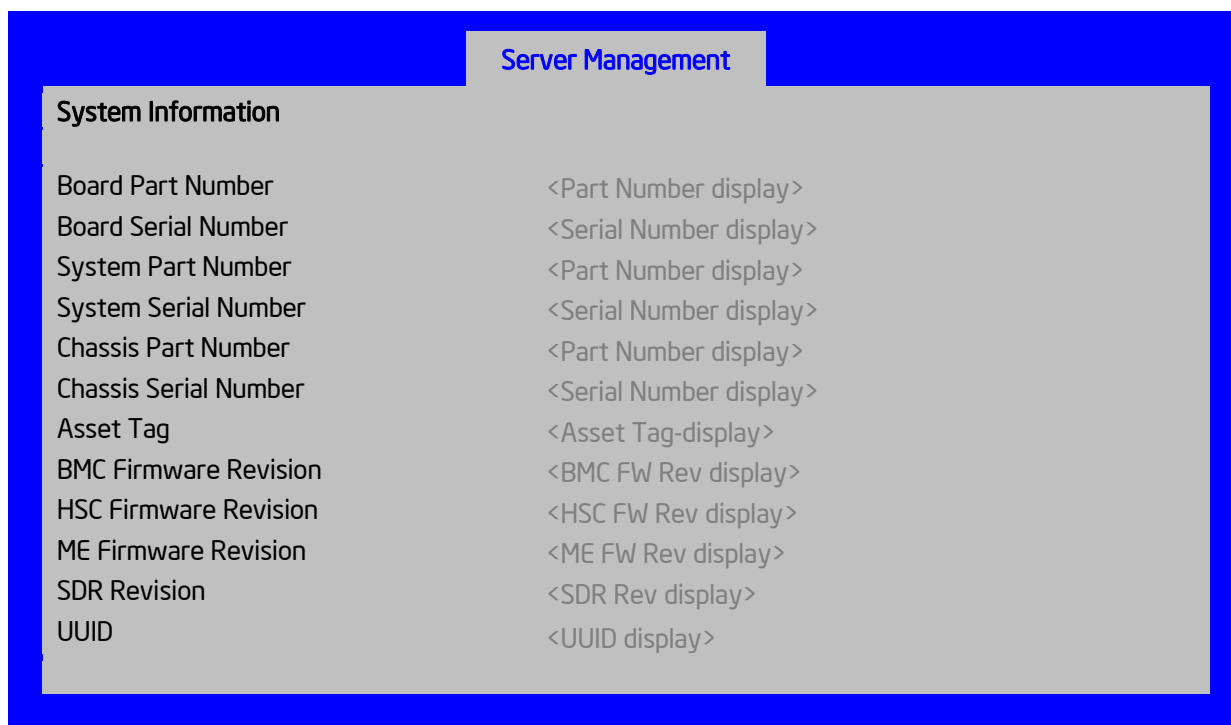 Server Management
System Information
Board Part Number <Part Number display>
Board Serial Number <Serial Number display>
System Part Number <Part Number display>
System Serial Number <Serial Number display>
Chassis Part Number <Part Number display>
Chassis Serial Number <Serial Number display>
Asset Tag <Asset Tag-display>
BMC Firmware Revision <BMC FW Rev display>
HSC Firmware Revision <HSC FW Rev display>
ME Firmware Revision <ME FW Rev display>
SDR Revision <SDR Rev display>
UUID <UUID display>